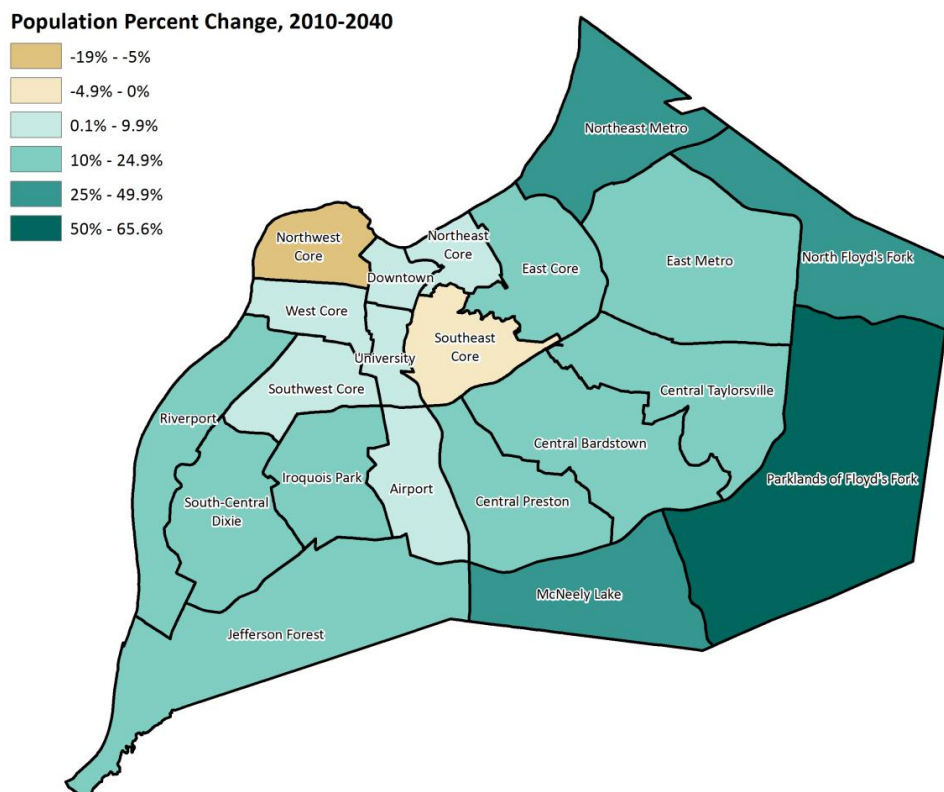 Population Percent Change, 2010-2040
-19% - -5%
-4.9% - 0%
0.1% - 9.9%
10% - 24.9%
25% - 49.9%
50% - 65.6%
Northeast Metro
Northwest
Core
Northeast
Core
Downtown
East Core
East Metro
North Floyd's Fork
West Core
University
Southeast
Core
Southwest Core
Central Taylorsville
Riverport
Central Bardstown
Iroquois Park
Airport
Parklands of Floyd's Fork
South-Central
Dixie
Central Preston
McNeely Lake
Jefferson Forest